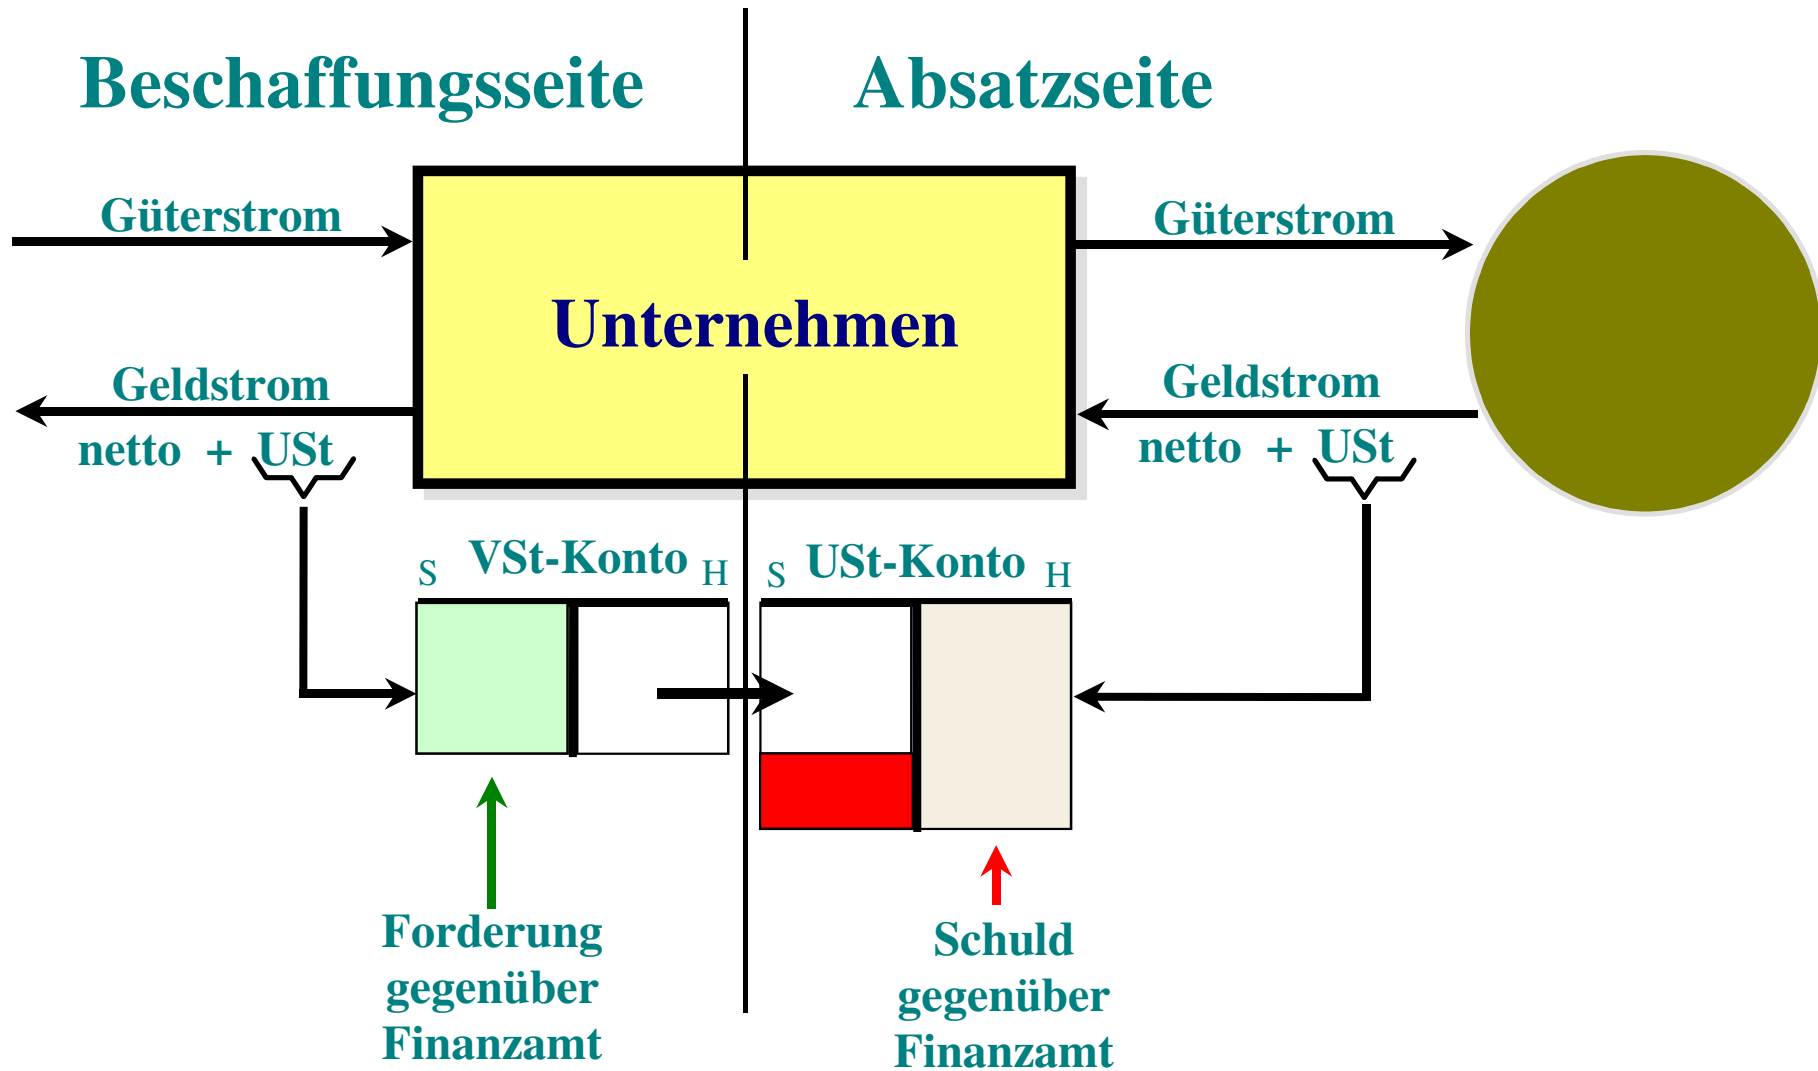 Beschaffungsseite
Absatzseite
Güterstrom
Güterstrom
Unternehmen
Geldstrom
netto + USt
Geldstrom
netto + USt
S VSt-Konto H
S USt-Konto H
Forderung
gegenüber
Finanzamt
Schuld
gegenüber
Finanzamt